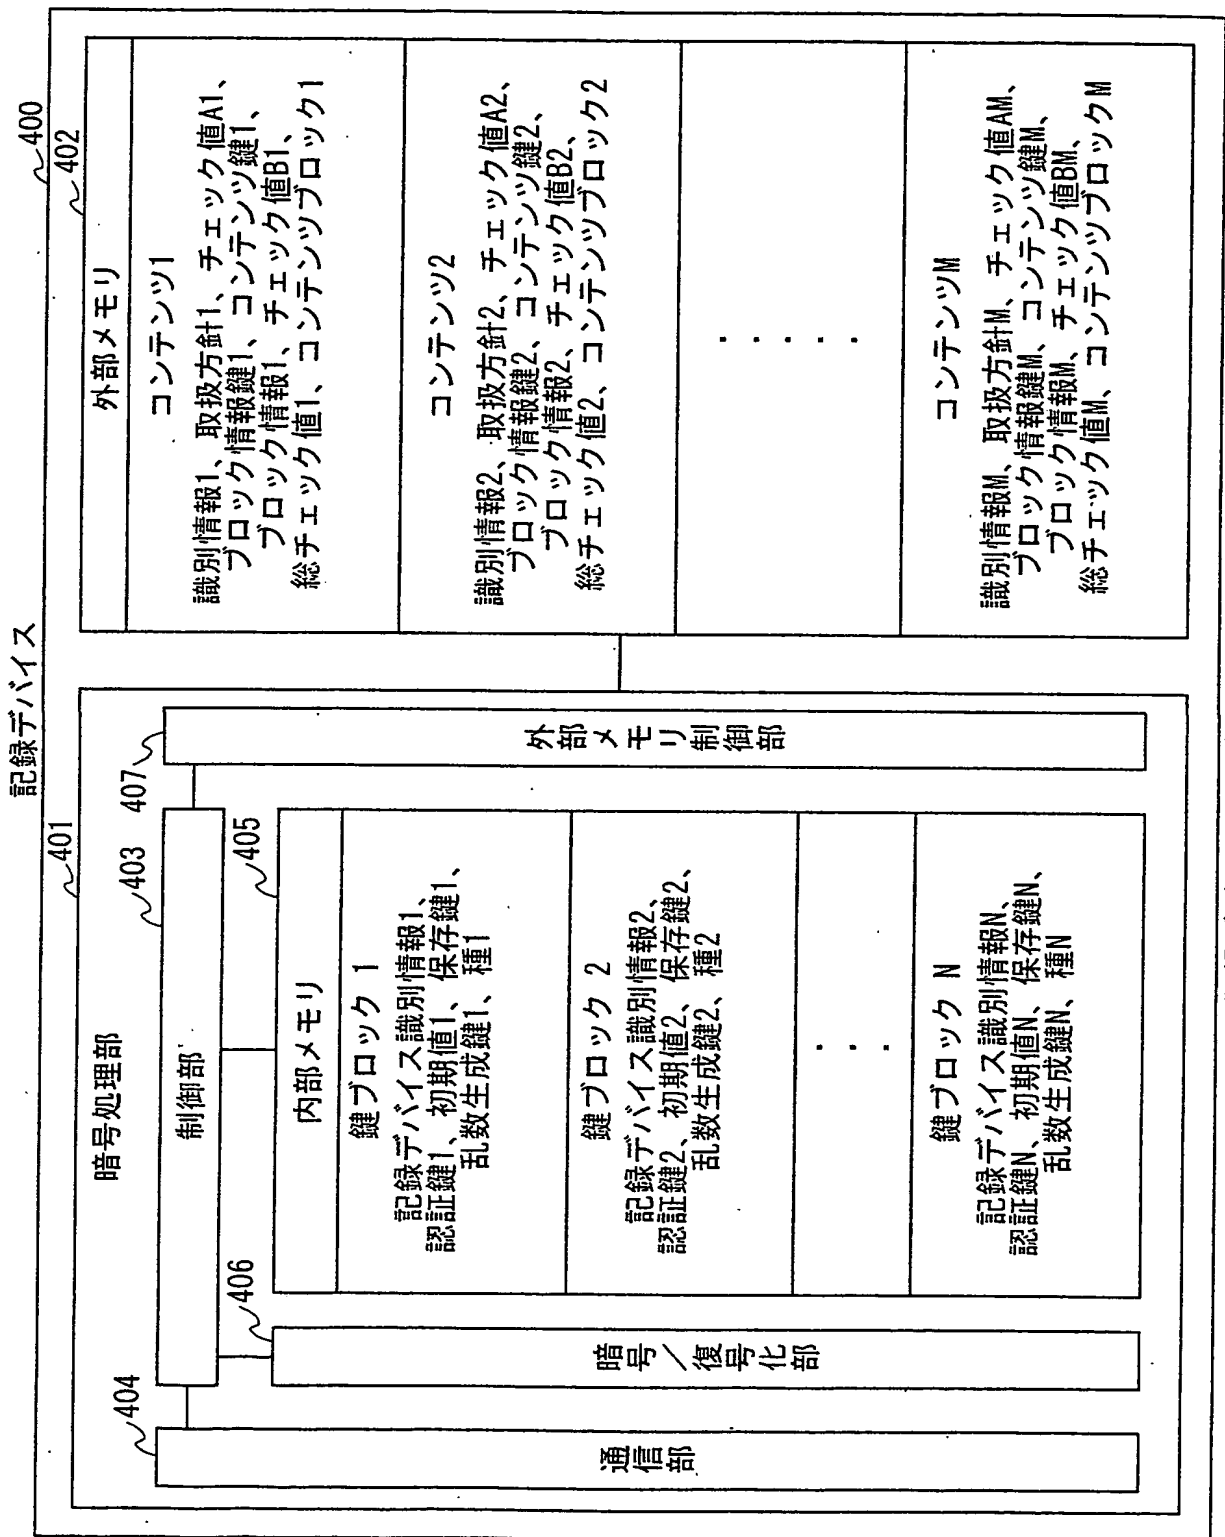 記録デバイス
400
401
402
暗号処理部
403
制御部
407
404
通信部
406
暗号／復号化部
405
内部メモリ
鍵ブロック 1
記録デバイス識別情報1、
認証鍵1、初期値1、保存鍵1、
乱数生成鍵1、種1
鍵ブロック 2
記録デバイス識別情報2、
認証鍵2、初期値2、保存鍵2、
乱数生成鍵2、種2
・・・
鍵ブロック N
記録デバイス識別情報N、
認証鍵N、初期値N、保存鍵N、
乱数生成鍵N、種N
外部メモリ制御部
外部メモリ
コンテンツ1
識別情報1、取扱方針1、チェック値A1、
ブロック情報鍵1、コンテンツ鍵1、
ブロック情報1、チェック値B1、
総チェック値1、コンテンツブロック1
コンテンツ2
識別情報2、取扱方針2、チェック値A2、
ブロック情報鍵2、コンテンツ鍵2、
ブロック情報2、チェック値B2、
総チェック値2、コンテンツブロック2
・・・・・
コンテンツM
識別情報M、取扱方針M、チェック値AM、
ブロック情報鍵M、コンテンツ鍵M、
ブロック情報M、チェック値BM、
総チェック値M、コンテンツブロックM